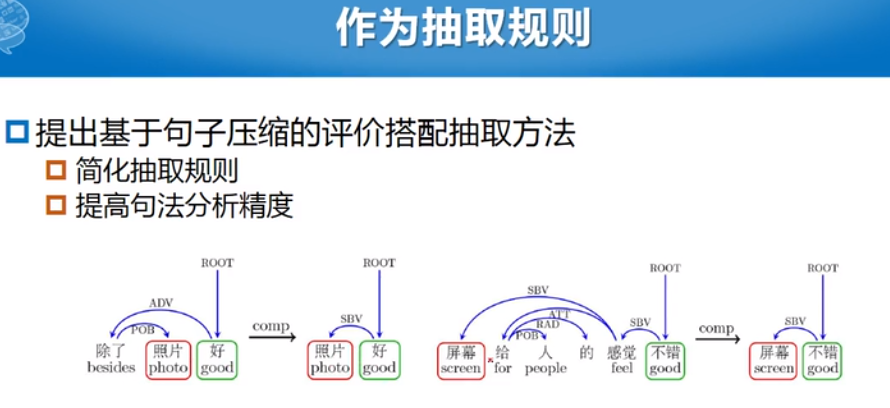 作为抽取规则
提出基于句子压缩的评价搭配抽取方法
简化抽取规则
提高句法分析精度
ROOT
ADV
POB
除了 照片 好
besides photo good
comp
ROOT
SBV
照片 好
photo good
ROOT
SBV
ATT
RAD
POB
SBV
屏幕 给 人 的 感觉 不错
screen for people feel good
comp
ROOT
SBV
屏幕 不错
screen good